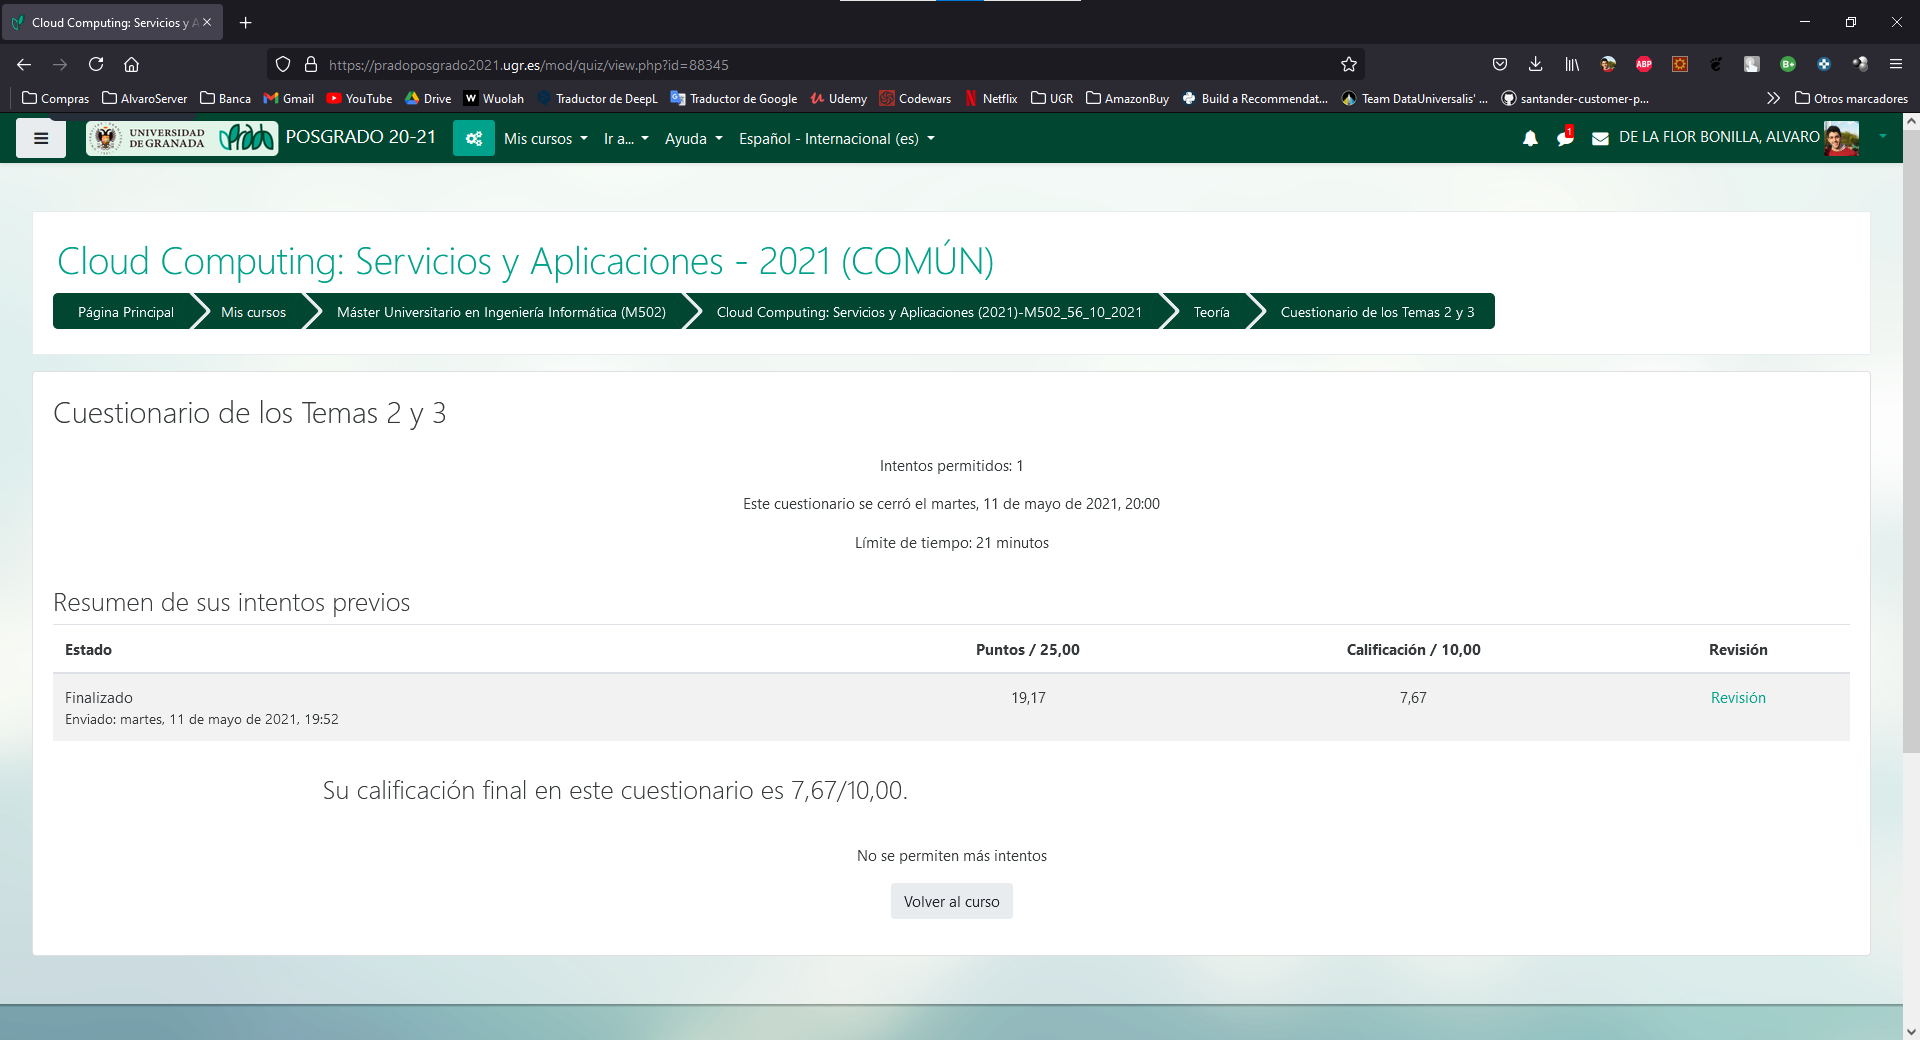 Cloud Computing: Servicios y A
https://pradoposgrado2021.ugr.es/mod/quiz/view.php?id=88345
Compras AlvaroServer Banca Gmail YouTube Drive Wuolah Traductor de DeepL Traductor de Google Udemy Codewars Netflix UGR AmazonBuy Build a Recommendat... Team DataUniversalis' ... santander-customer-p... Otros marcadores
UNIVERSIDAD DE GRANADA POSGRADO 20-21 Mis cursos Ir a... Ayuda Español - Internacional (es) 1 DE LA FLOR BONILLA, ALVARO
Cloud Computing: Servicios y Aplicaciones - 2021 (COMÚN)
Página Principal Mis cursos Máster Universitario en Ingeniería Informática (M502) Cloud Computing: Servicios y Aplicaciones (2021)-M502_56_10_2021 Teoría Cuestionario de los Temas 2 y 3
Cuestionario de los Temas 2 y 3
Intentos permitidos: 1
Este cuestionario se cerró el martes, 11 de mayo de 2021, 20:00
Límite de tiempo: 21 minutos
Resumen de sus intentos previos
Estado Puntos / 25,00 Calificación / 10,00 Revisión
Finalizado 19,17 7,67 Revisión
Enviado: martes, 11 de mayo de 2021, 19:52
Su calificación final en este cuestionario es 7,67/10,00.
No se permiten más intentos
Volver al curso